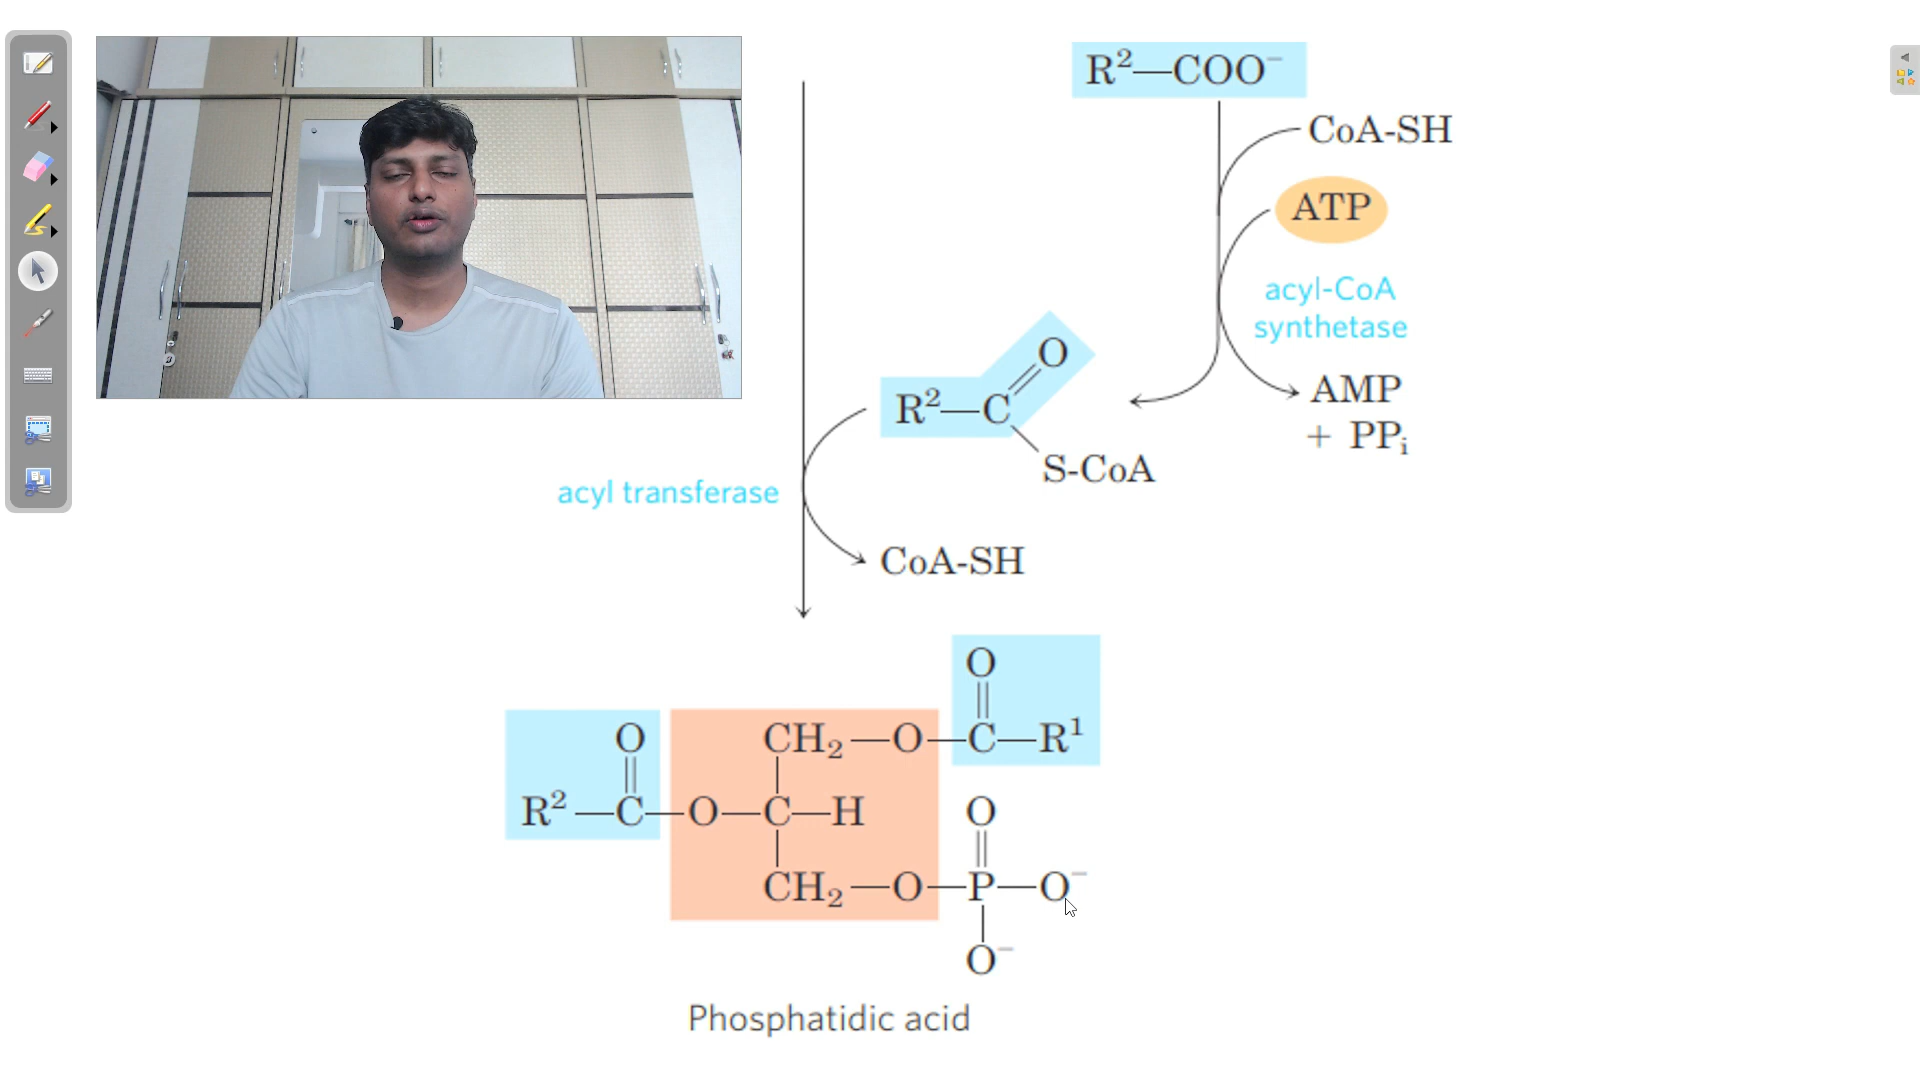 R²—COO⁻
CoA-SH
ATP
acyl-CoA
synthetase
AMP
+ PPᵢ
O
R²—C
S-CoA
acyl transferase
CoA-SH
O
O
CH₂—O—C—R¹
R²—C—O—C—H
O
CH₂—O—P—O⁻
O⁻
Phosphatidic acid